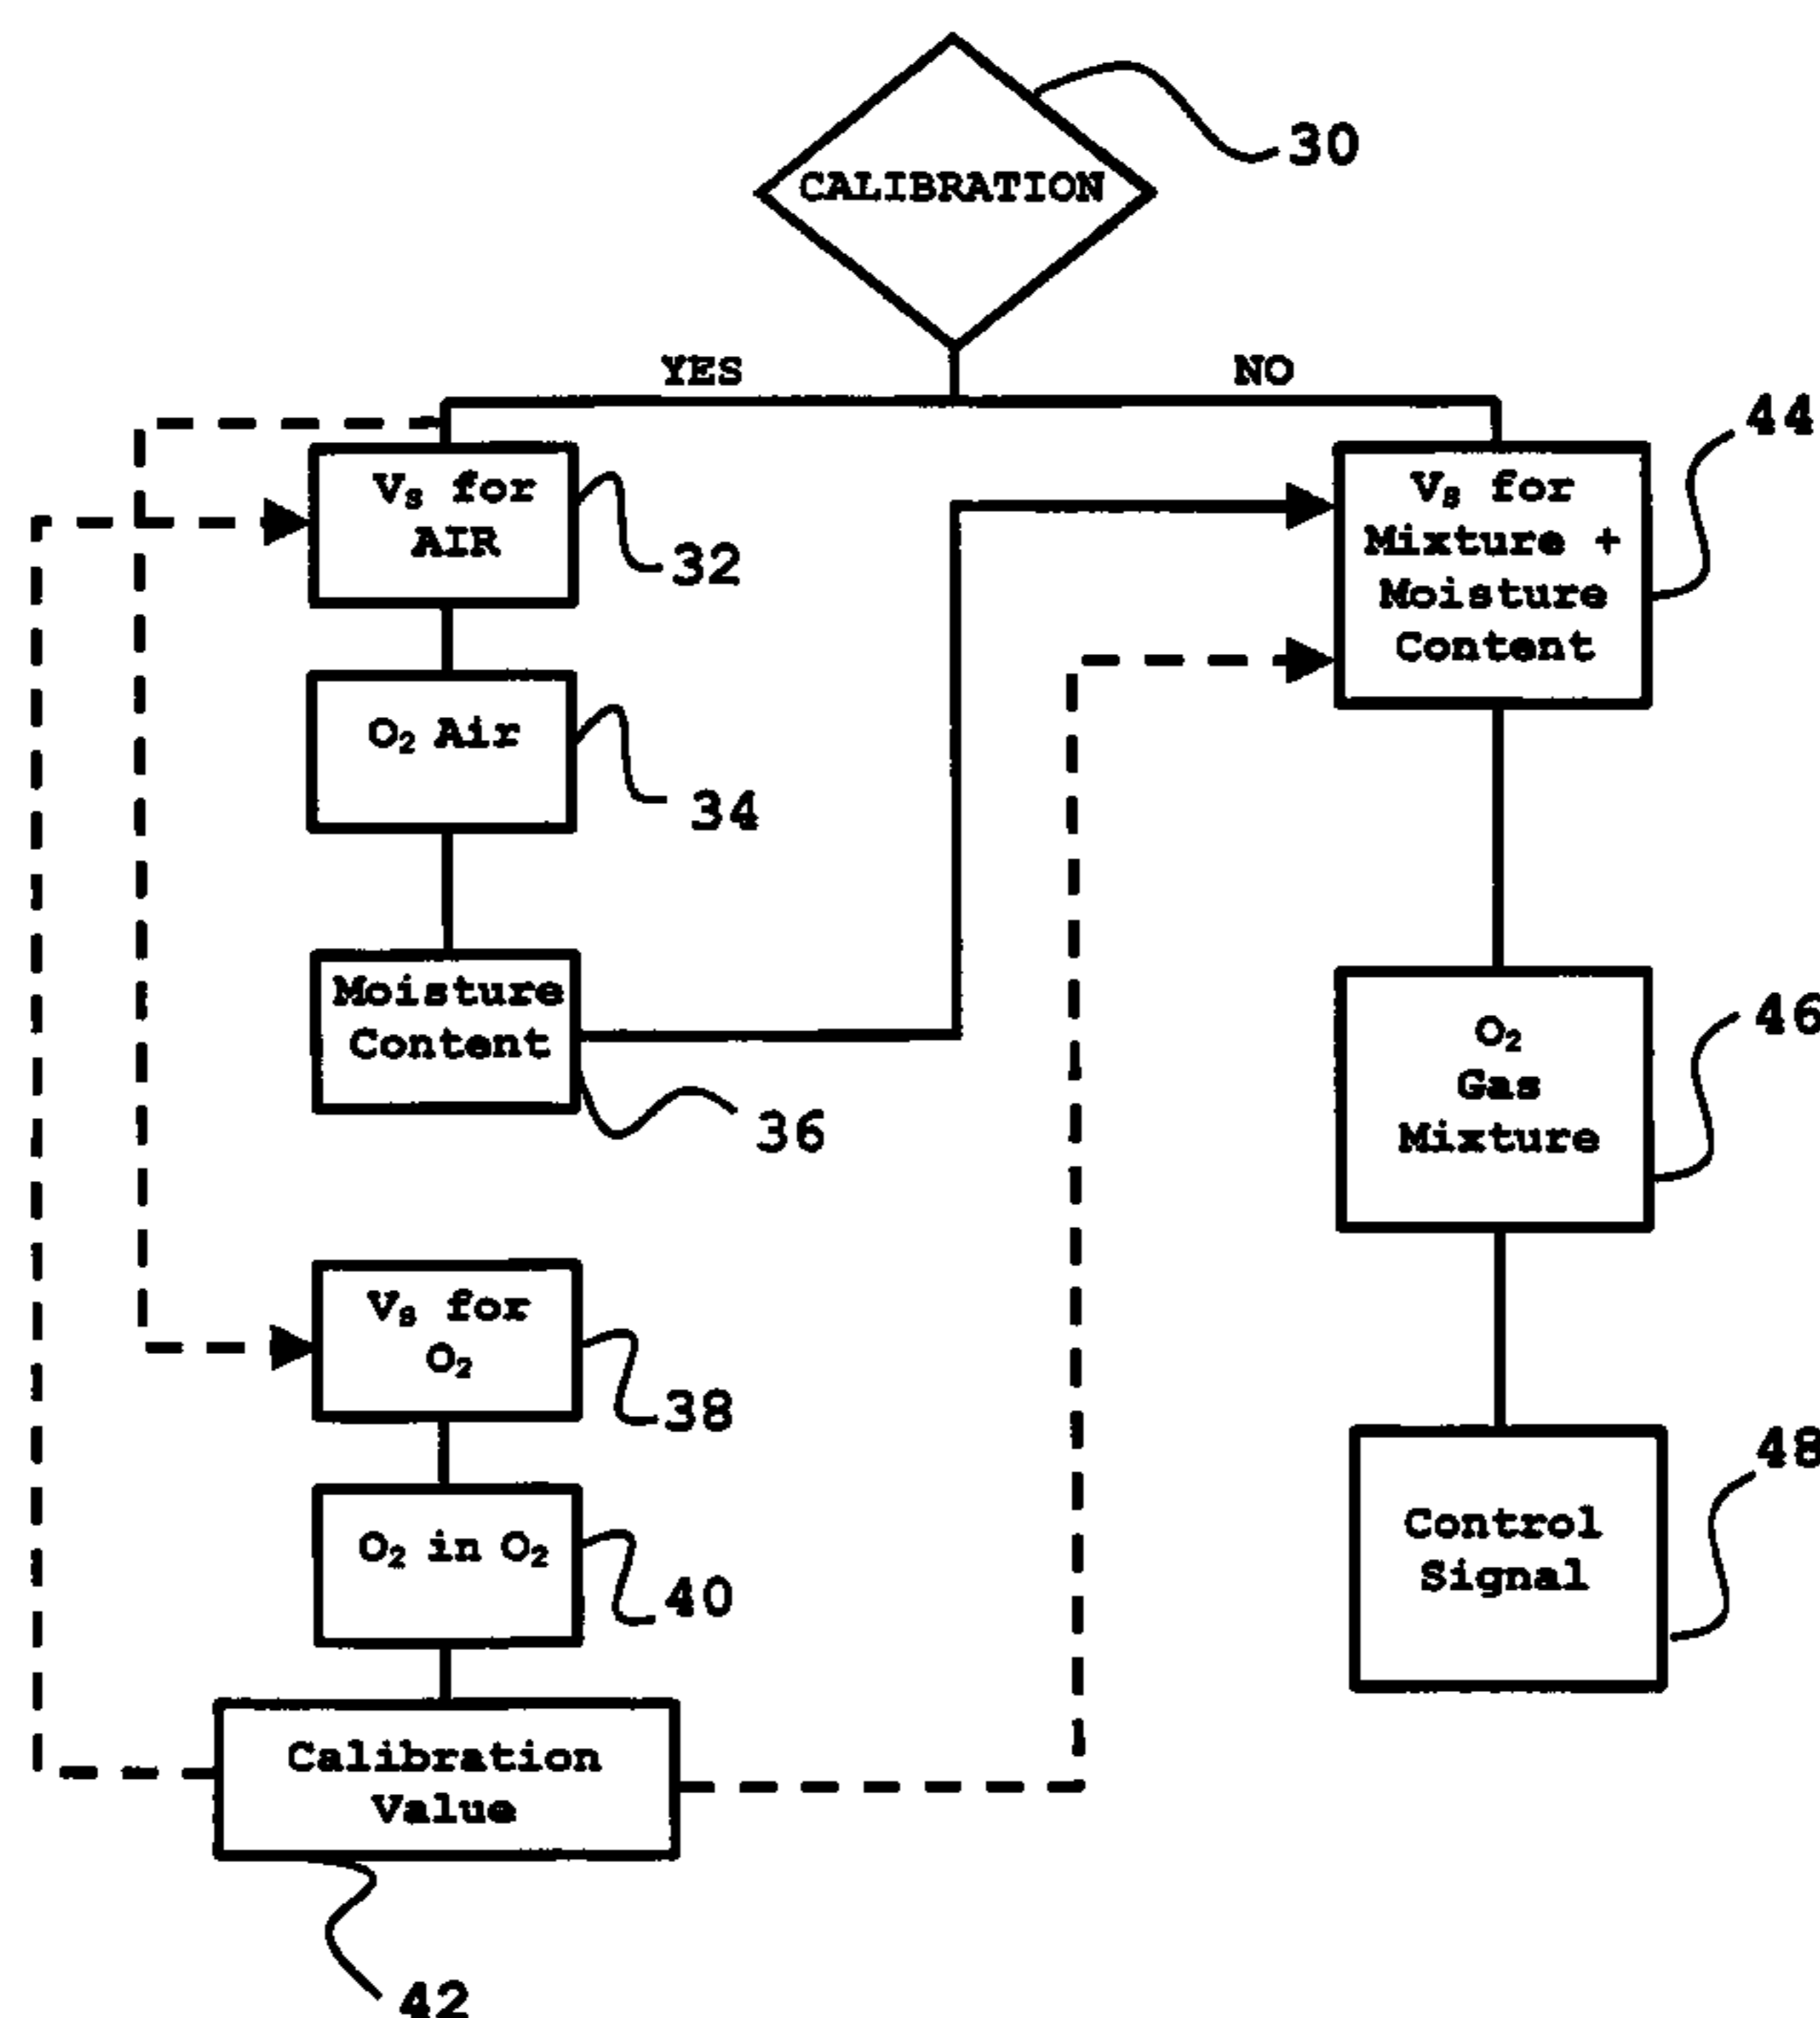 CALIBRATION
30
YES
NO
Vs for
AIR
32
O₂ Air
34
Moisture
Content
36
Vs for
O₂
38
O₂ in O₂
40
Calibration
Value
42
Vs for
Mixture +
Moisture
Content
44
O₂
Gas
Mixture
46
Control
Signal
48